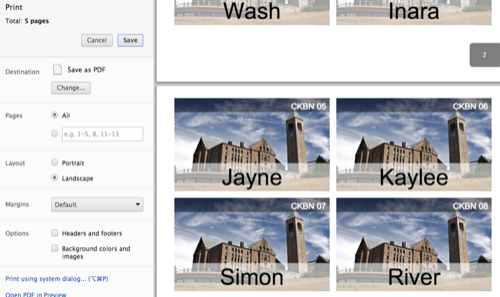 Print
Total: 5 pages
Cancel
Save
Destination
Save as PDF
Change...
Pages
All
e.g. 1-5, 8, 11-13
Layout
Portrait
Landscape
Margins
Default
Options
Headers and footers
Background colors and
images
Print using system dialog... (⌥⌘P)
Open PDF in Preview
Wash
Inara
2
CKBN 05
Jayne
CKBN 06
Kaylee
CKBN 07
Simon
CKBN 08
River